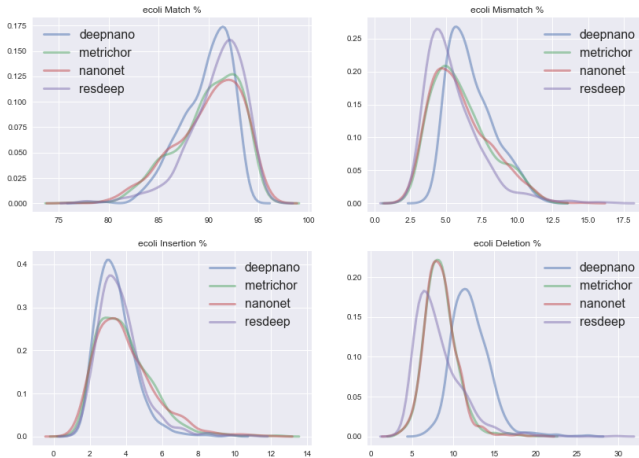 ecoli Match %
0.175
0.150
0.125
0.100
0.075
0.050
0.025
0.000
75 80 85 90 95 100
deepnano
metrichor
nanonet
resdeep
ecoli Mismatch %
0.25
0.20
0.15
0.10
0.05
0.00
0.0 2.5 5.0 7.5 10.0 12.5 15.0 17.5
deepnano
metrichor
nanonet
resdeep
ecoli Insertion %
0.4
0.3
0.2
0.1
0.0
0 2 4 6 8 10 12 14
deepnano
metrichor
nanonet
resdeep
ecoli Deletion %
0.20
0.15
0.10
0.05
0.00
0 5 10 15 20 25 30
deepnano
metrichor
nanonet
resdeep